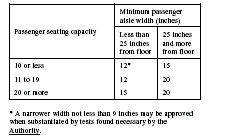 Minimum passenger
aisle width (inches)
Passenger seating capacity
Less than
25 inches
from floor
25 inches
and more
from floor
10 or less 12* 15
11 to 19 12 20
20 or more 15 20
* A narrower width not less than 9 inches may be approved
when substantiated by tests found necessary by the
Authority.